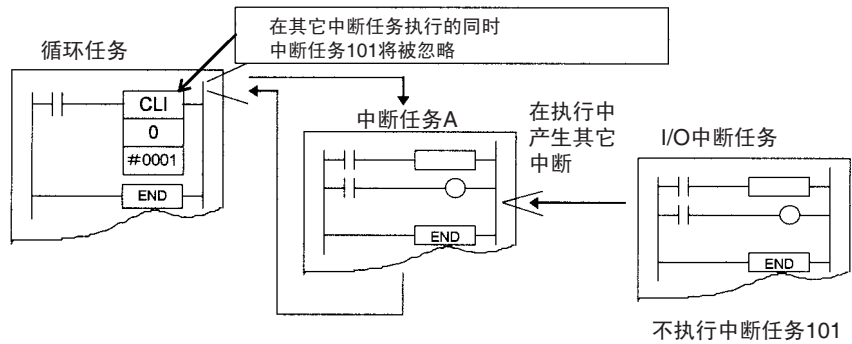 在其它中断任务执行的同时
中断任务101将被忽略
循环任务
CLI
0
#0001
END
中断任务A
END
在执行中
产生其它
中断
I/O中断任务
END
不执行中断任务101